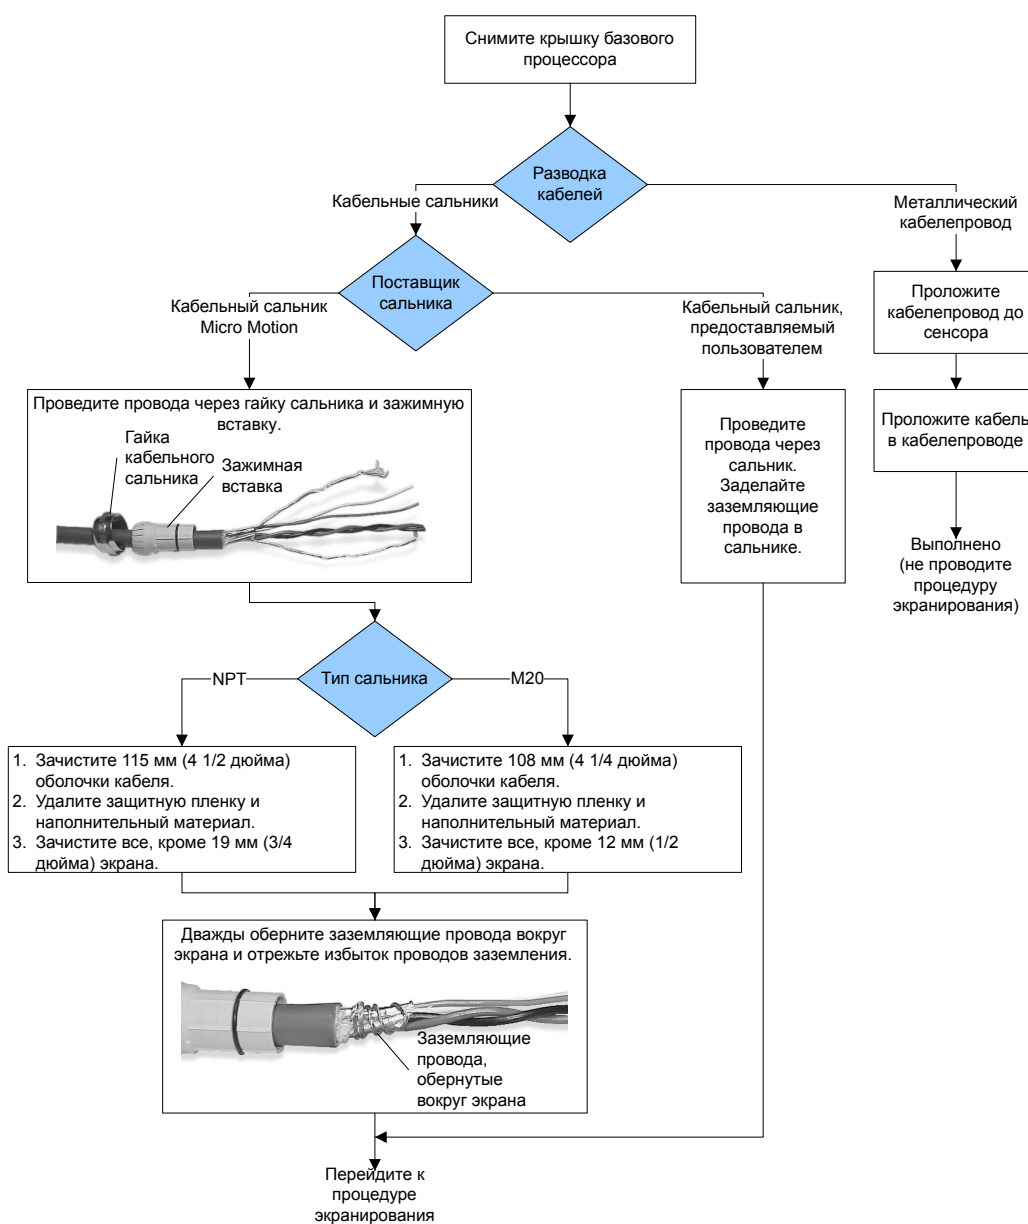 Снимите крышку базового
процессора
Разводка
кабелей
Кабельные сальники
Металлический
кабелепровод
Поставщик
сальника
Кабельный сальник
Micro Motion
Кабельный сальник,
предоставляемый
пользователем
Проложите
кабелепровод до
сенсора
Проложите кабель
в кабелепроводе
Выполнено
(не проводите
процедуру
экранирования)
Проведите провода через гайку сальника и зажимную
вставку.
Гайка
кабельного
сальника
Зажимная
вставка
Проведите
провода через
сальник.
Заделайте
заземляющие
провода в
сальнике.
Тип сальника
NPT
M20
1. Зачистите 115 мм (4 1/2 дюйма)
оболочки кабеля.
2. Удалите защитную пленку и
наполнительный материал.
3. Зачистите все, кроме 19 мм (3/4
дюйма) экрана.
1. Зачистите 108 мм (4 1/4 дюйма)
оболочки кабеля.
2. Удалите защитную пленку и
наполнительный материал.
3. Зачистите все, кроме 12 мм (1/2
дюйма) экрана.
Дважды оберните заземляющие провода вокруг
экрана и отрежьте избыток проводов заземления.
Заземляющие
провода,
обернутые
вокруг экрана
Перейдите к
процедуре
экранирования